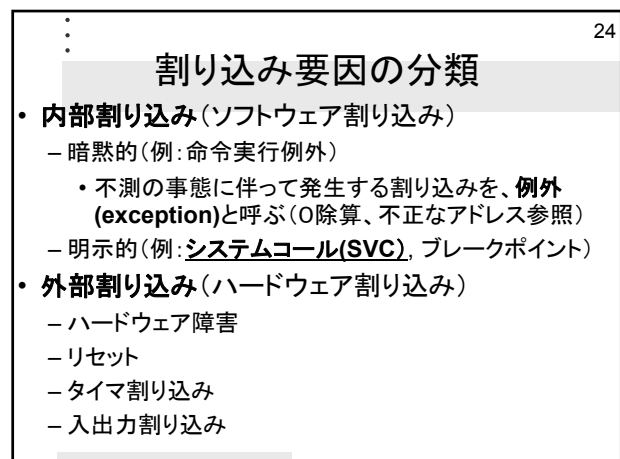 24
割り込み要因の分類
• 内部割り込み(ソフトウェア割り込み)
– 暗黙的(例:命令実行例外)
• 不測の事態に伴って発生する割り込みを、例外
(exception)と呼ぶ(0除算、不正なアドレス参照)
– 明示的(例:システムコール(SVC), ブレークポイント)
• 外部割り込み(ハードウェア割り込み)
– ハードウェア障害
– リセット
– タイマ割り込み
– 入出力割り込み